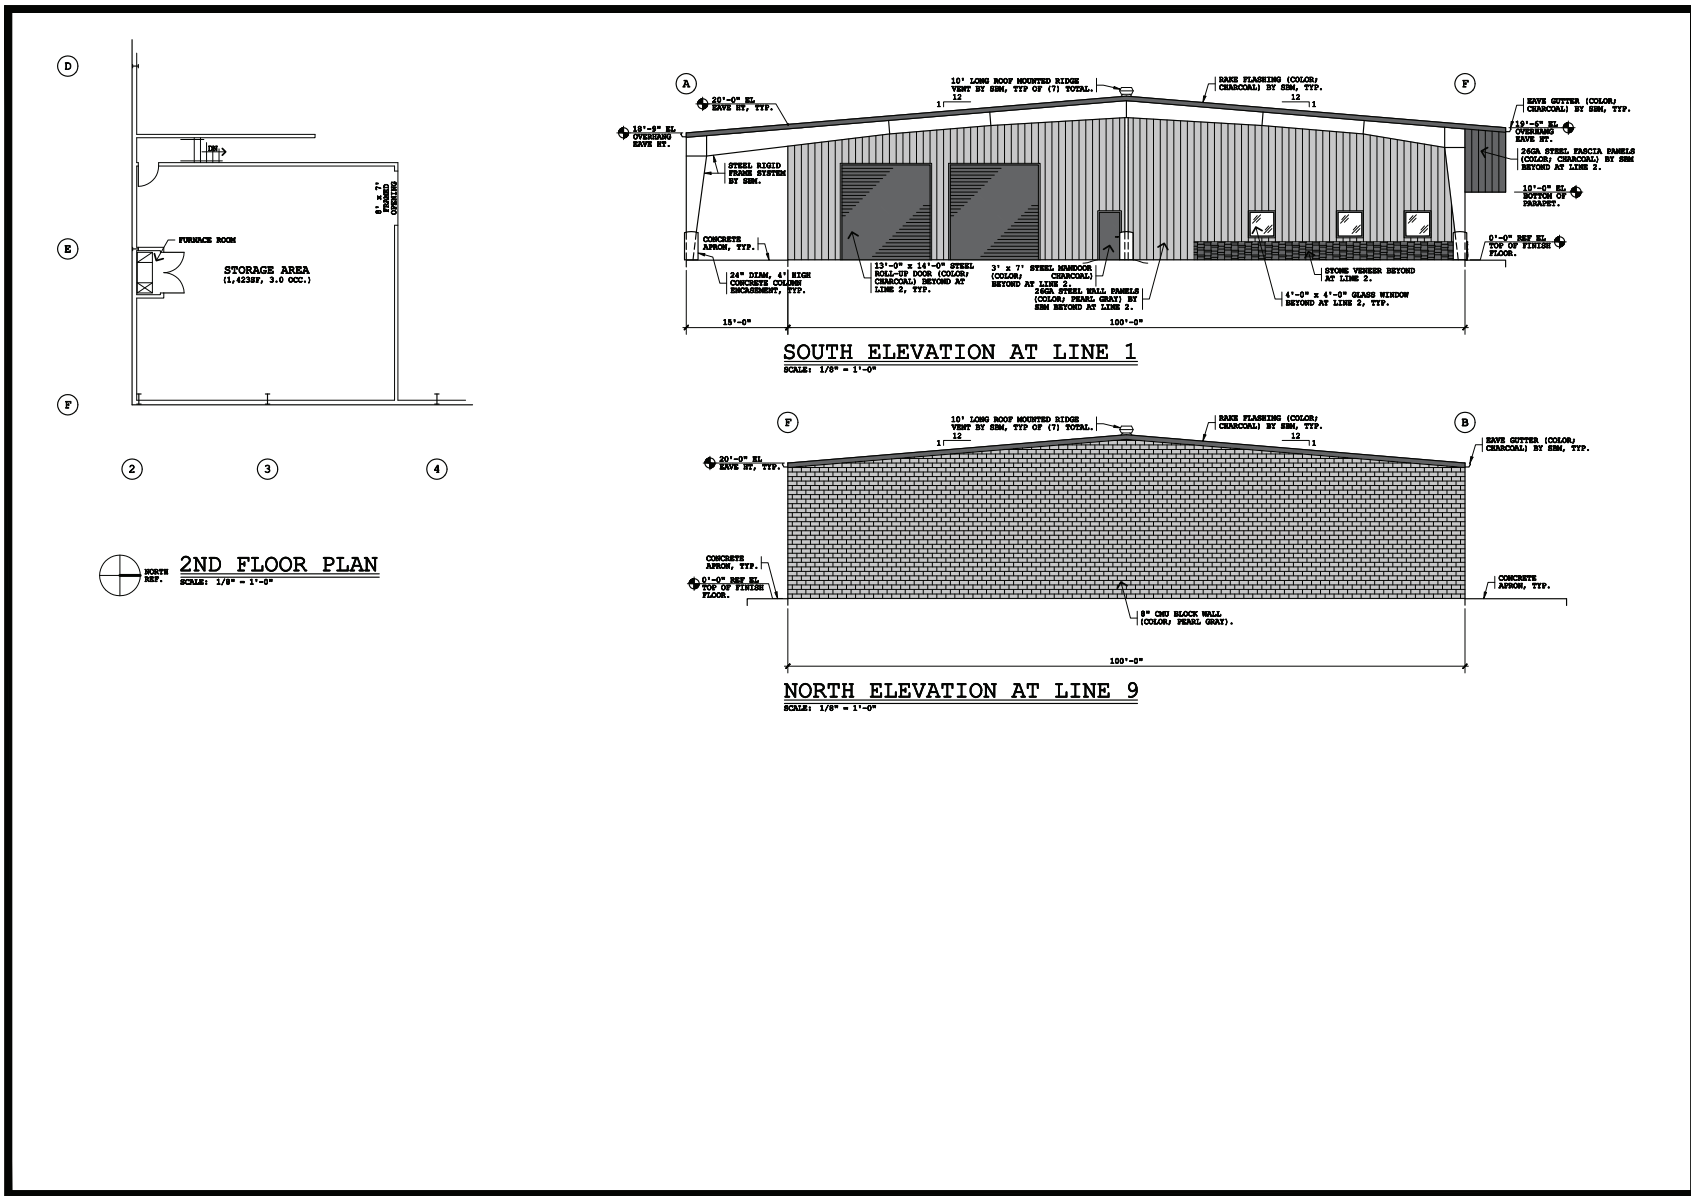 D
DN
8' x 7'
FRAMED
OPENING
E
FURNACE ROOM
STORAGE AREA
(1,423SF, 3.0 OCC.)
F
2
3
4
NORTH
REF.
2ND FLOOR PLAN
SCALE: 1/8" = 1'-0"
A
F
10' LONG ROOF MOUNTED RIDGE
VENT BY SBM, TYP OF (7) TOTAL.
RAKE FLASHING (COLOR;
CHARCOAL) BY SBM, TYP.
20'-0" EL
EAVE HT, TYP.
12
1
12
1
EAVE GUTTER (COLOR;
CHARCOAL) BY SBM, TYP.
18'-9" EL
OVERHANG
EAVE HT.
19'-6" EL
OVERHANG
EAVE HT.
STEEL RIGID
FRAME SYSTEM
BY SBM.
26GA STEEL FASCIA PANELS
(COLOR; CHARCOAL) BY SBM
BEYOND AT LINE 2.
10'-0" EL
BOTTOM OF
PARAPET.
CONCRETE
APRON, TYP.
0'-0" REF EL
TOP OF FINISH
FLOOR.
24" DIAM, 4' HIGH
CONCRETE COLUMN
ENCASEMENT, TYP.
13'-0" x 14'-0" STEEL
ROLL-UP DOOR (COLOR;
CHARCOAL) BEYOND AT
LINE 2, TYP.
3' x 7' STEEL MANDOOR
(COLOR; CHARCOAL)
BEYOND AT LINE 2.
26GA STEEL WALL PANELS
(COLOR; PEARL GRAY) BY
SBM BEYOND AT LINE 2.
STONE VENEER BEYOND
AT LINE 2.
4'-0" x 4'-0" GLASS WINDOW
BEYOND AT LINE 2, TYP.
15'-0"
100'-0"
SOUTH ELEVATION AT LINE 1
SCALE: 1/8" = 1'-0"
F
B
10' LONG ROOF MOUNTED RIDGE
VENT BY SBM, TYP OF (7) TOTAL.
RAKE FLASHING (COLOR;
CHARCOAL) BY SBM, TYP.
12
1
12
1
EAVE GUTTER (COLOR;
CHARCOAL) BY SBM, TYP.
20'-0" EL
EAVE HT, TYP.
CONCRETE
APRON, TYP.
0'-0" REF EL
TOP OF FINISH
FLOOR.
CONCRETE
APRON, TYP.
8" CMU BLOCK WALL
(COLOR; PEARL GRAY).
100'-0"
NORTH ELEVATION AT LINE 9
SCALE: 1/8" = 1'-0"